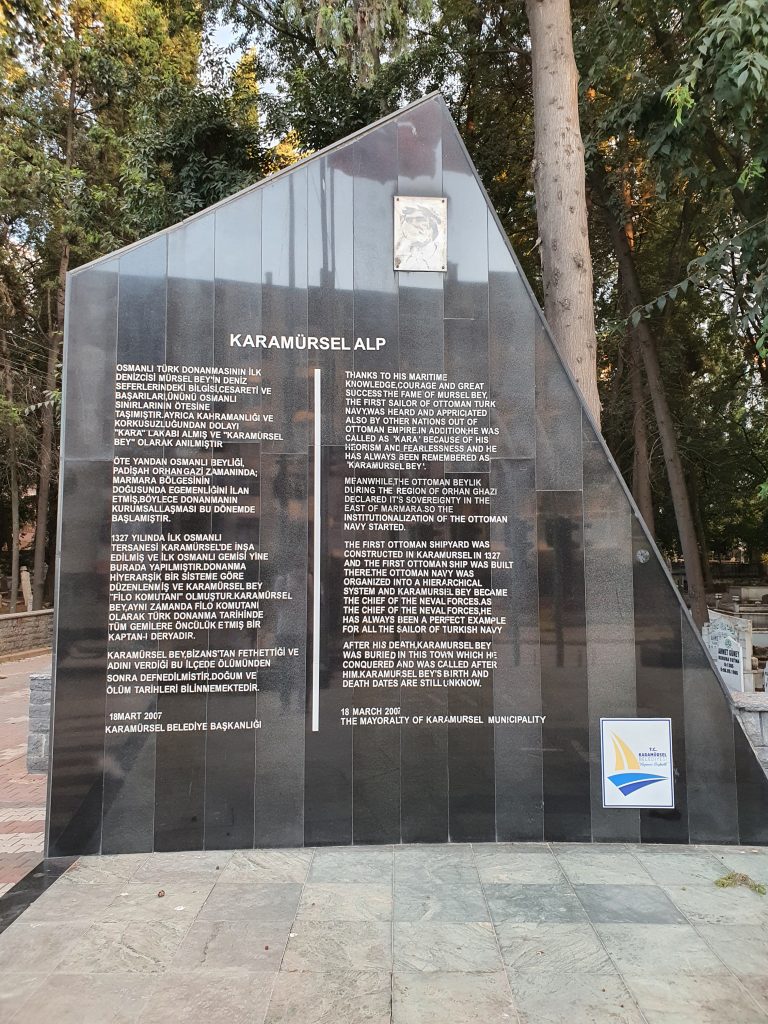 KARAMÜRSEL ALP
OSMANLI TÜRK DONANMASININ İLK
DENİZCİSİ MÜRSEL BEY'İN DENİZ
SEFERLERİNDEKİ BİLGİSİ,CESARETİ VE
BAŞARILARI,ÜNÜNÜ OSMANLI
SINIRLARININ ÖTESİNE
TAŞIMIŞTIR.AYRICA KAHRAMANLIĞI VE
KORKUSUZLUĞUNDAN DOLAYI
"KARA" LAKABI ALMIŞ VE "KARAMÜRSEL
BEY" OLARAK ANILMIŞTIR
ÖTE YANDAN OSMANLI BEYLİĞİ,
PADİŞAH ORHAN GAZİ ZAMANINDA;
MARMARA BÖLGESİNİN
DOĞUSUNDA EGEMENLİĞİNİ İLAN
ETMİŞ,BÖYLECE DONANMANIN
KURUMSALLAŞMASI BU DÖNEMDE
BAŞLAMIŞTIR.
1327 YILINDA İLK OSMANLI
TERSANESİ KARAMÜRSEL'DE İNŞA
EDİLMİŞ VE İLK OSMANLI GEMİSİ YİNE
BURADA YAPILMIŞTIR.DONANMA
HİYERARŞİK BİR SİSTEME GÖRE
DÜZENLENMİŞ VE KARAMÜRSEL BEY
"FİLO KOMUTANI" OLMUŞTUR.KARAMÜRSEL
BEY,AYNI ZAMANDA FİLO KOMUTANI
OLARAK TÜRK DONANMA TARİHİNDE
TÜM GEMİLERE ÖNCÜLÜK ETMİŞ BİR
KAPTAN-I DERYADIR.
KARAMÜRSEL BEY,BİZANS'TAN FETHETTİĞİ VE
ADINI VERDİĞİ BU İLÇEDE ÖLÜMÜNDEN
SONRA DEFNEDİLMİSTİR.DOĞUM VE
ÖLÜM TARİHLERİ BİLİNMEMEKTEDİR.
18MART 2007
KARAMÜRSEL BELEDİYE BAŞKANLIĞI
THANKS TO HIS MARITIME
KNOWLEDGE,COURAGE AND GREAT
SUCCESS THE FAME OF MURSEL BEY,
THE FIRST SAILOR OF OTTOMAN TURK
NAVY,WAS HEARD AND APPRICIATED
ALSO BY OTHER NATIONS OUT OF
OTTOMAN EMPIRE.IN ADDITION;HE WAS
CALLED AS "KARA" BECAUSE OF HIS
HEORISM AND FEARLESSNESS AND HE
HAS ALWAYS BEEN REMEMBERED AS
"KARAMURSEL BEY".
MEANWHILE,THE OTTOMAN BEYLIK
DURING THE REGION OF ORHAN GHAZI
DECLARED IT'S SOVEREIGNTY IN THE
EAST OF MARMARA.SO THE
INSTITUTIONALIZATION OF THE OTTOMAN
NAVY STARTED.
THE FIRST OTTOMAN SHIPYARD WAS
CONSTRUCTED IN KARAMURSEL IN 1327
AND THE FIRST OTTOMAN SHIP WAS BUILT
THERE.THE OTTOMAN NAVY WAS
ORGANIZED INTO A HIERARCHICAL
SYSTEM AND KARAMURSEL BEY BECAME
THE CHIEF OF THE NEVAL FORCES.AS
THE CHIEF OF THE NEVAL FORCES,HE
HAS ALWAYS BEEN A PERFECT EXAMPLE
FOR ALL THE SAILOR OF TURKISH NAVY
AFTER HIS DEATH,KARAMURSEL BEY
WAS BURIED IN THIS TOWN WHICH HE
CONQUERED AND WAS CALLED AFTER
HIM.KARAMURSEL BEY'S BIRTH AND
DEATH DATES ARE STILL UNKNOW.
18 MARCH 2007
THE MAYORALTY OF KARAMURSEL MUNICIPALITY
T.C.
KARAMÜRSEL
BELEDİYESİ
AHMET GÜNEY